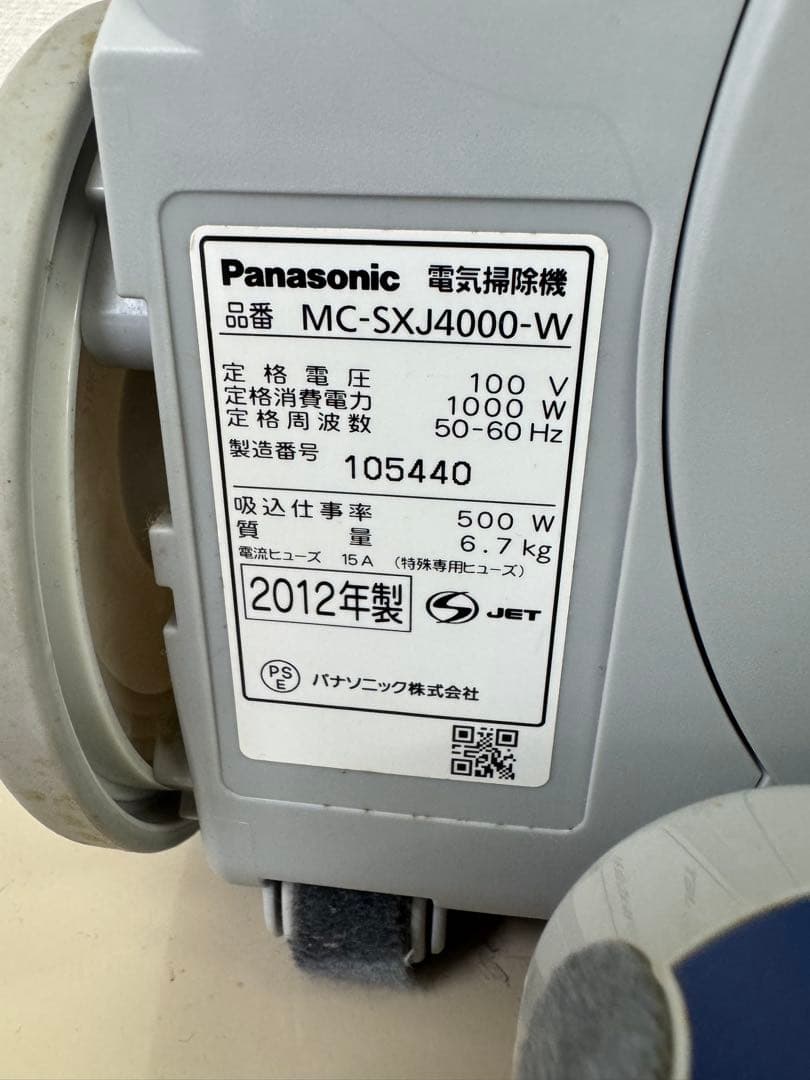 Panasonic 電気掃除機
品番 MC-SXJ4000-W
定格電圧 100 V
定格消費電力 1000 W
定格周波数 50-60 Hz
製造番号 105440
吸込仕事率 500 W
質量 6.7 kg
電流ヒューズ 15A (特殊専用ヒューズ)
2012年製 JET
PS
E
パナソニック株式会社